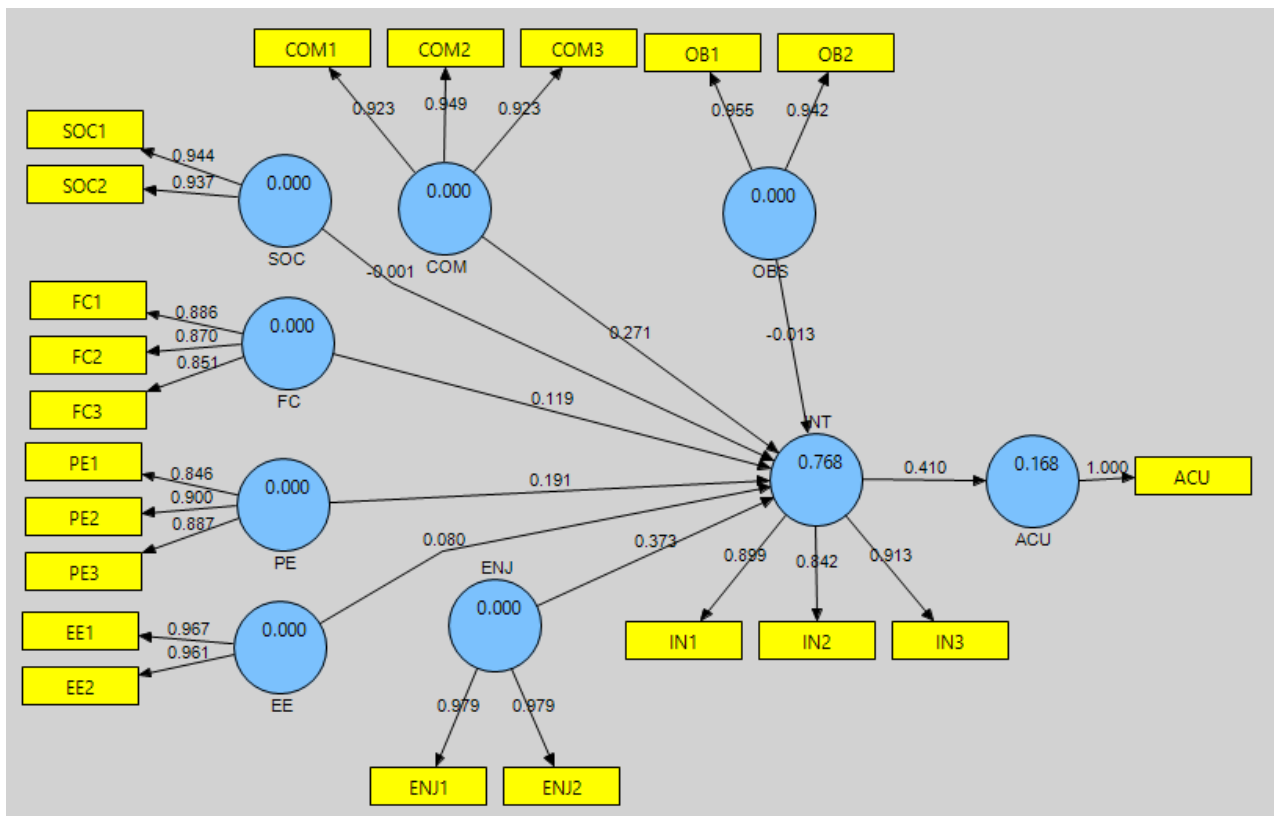 COM1
COM2
COM3
OB1
OB2
0.923
0.949
0.923
0.955
0.942
SOC1
SOC2
0.944
0.937
0.000
SOC
0.000
COM
0.000
OBS
-0.001
0.271
-0.013
FC1
FC2
FC3
0.886
0.870
0.851
0.000
FC
0.119
INT
0.768
0.410
0.168
ACU
1.000
ACU
PE1
PE2
PE3
0.846
0.900
0.887
0.000
PE
0.191
0.080
0.373
0.899
0.842
0.913
IN1
IN2
IN3
EE1
EE2
0.967
0.961
0.000
EE
ENJ
0.000
0.979
0.979
ENJ1
ENJ2